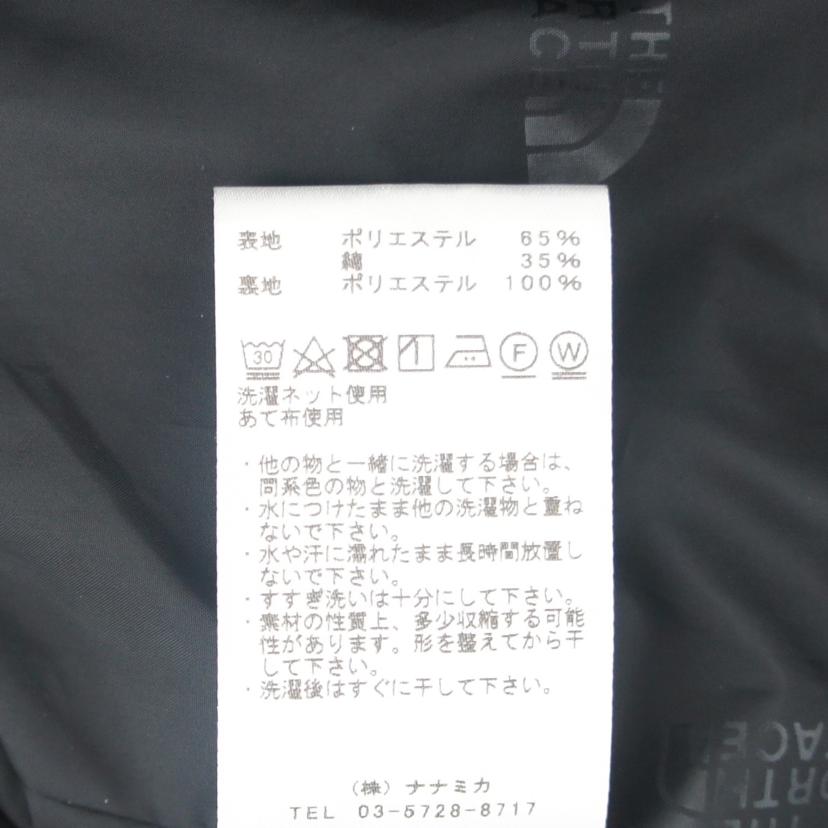 THE
NORTH
FACE
表地 ポリエステル 65%
綿 35%
裏地 ポリエステル 100%
30 F W
洗濯ネット使用
あて布使用
・他の物と一緒に洗濯する場合は、
同系色の物と洗濯して下さい。
・水につけたまま他の洗濯物と重ね
ないで下さい。
・水や汗に濡れたまま長時間放置し
ないで下さい。
・すすぎ洗いは十分にして下さい。
・素材の性質上、多少収縮する可能
性があります。形を整えてから干
して下さい。
・洗濯後はすぐに干して下さい。
(株) ナナミカ
TEL 03-5728-8717
THE
NORTH
FACE